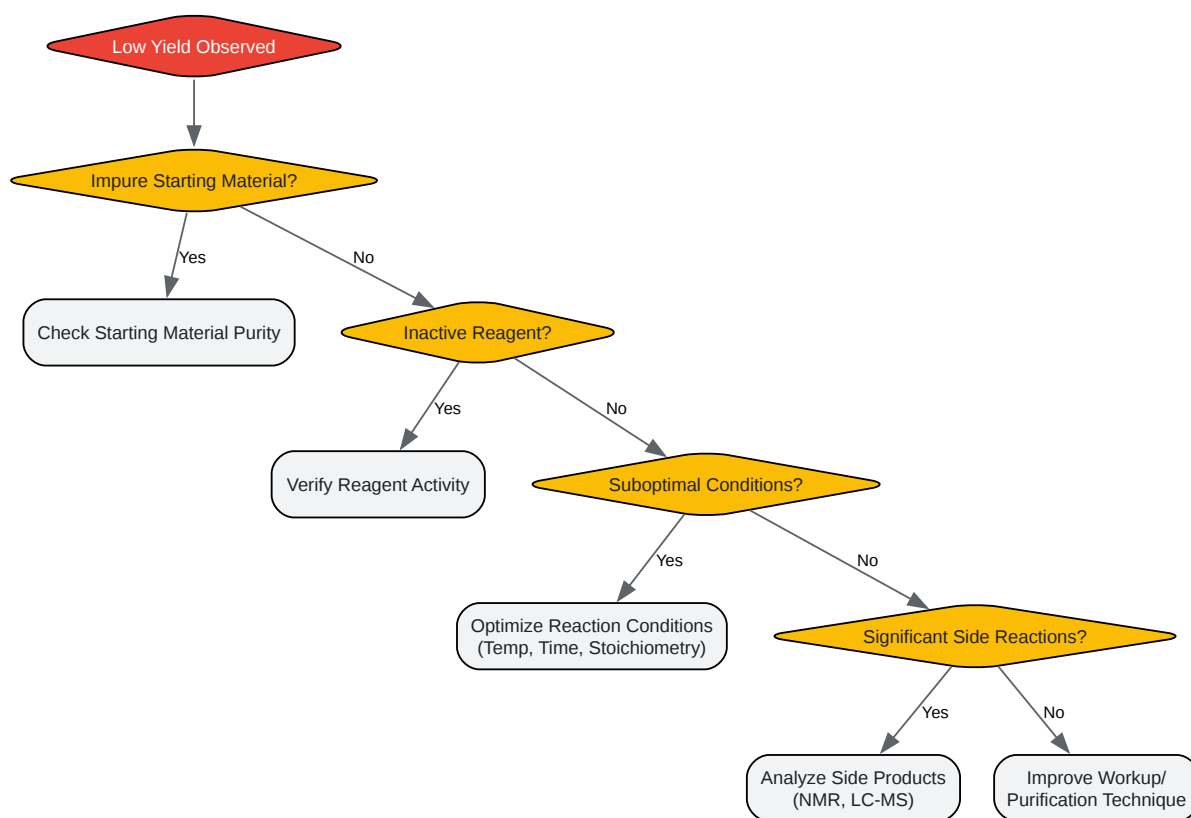 Low Yield Observed
Impure Starting Material?
Yes
No
Check Starting Material Purity
Inactive Reagent?
Yes
No
Verify Reagent Activity
Suboptimal Conditions?
Yes
No
Optimize Reaction Conditions
(Temp, Time, Stoichiometry)
Significant Side Reactions?
Yes
No
Analyze Side Products
(NMR, LC-MS)
Improve Workup/
Purification Technique